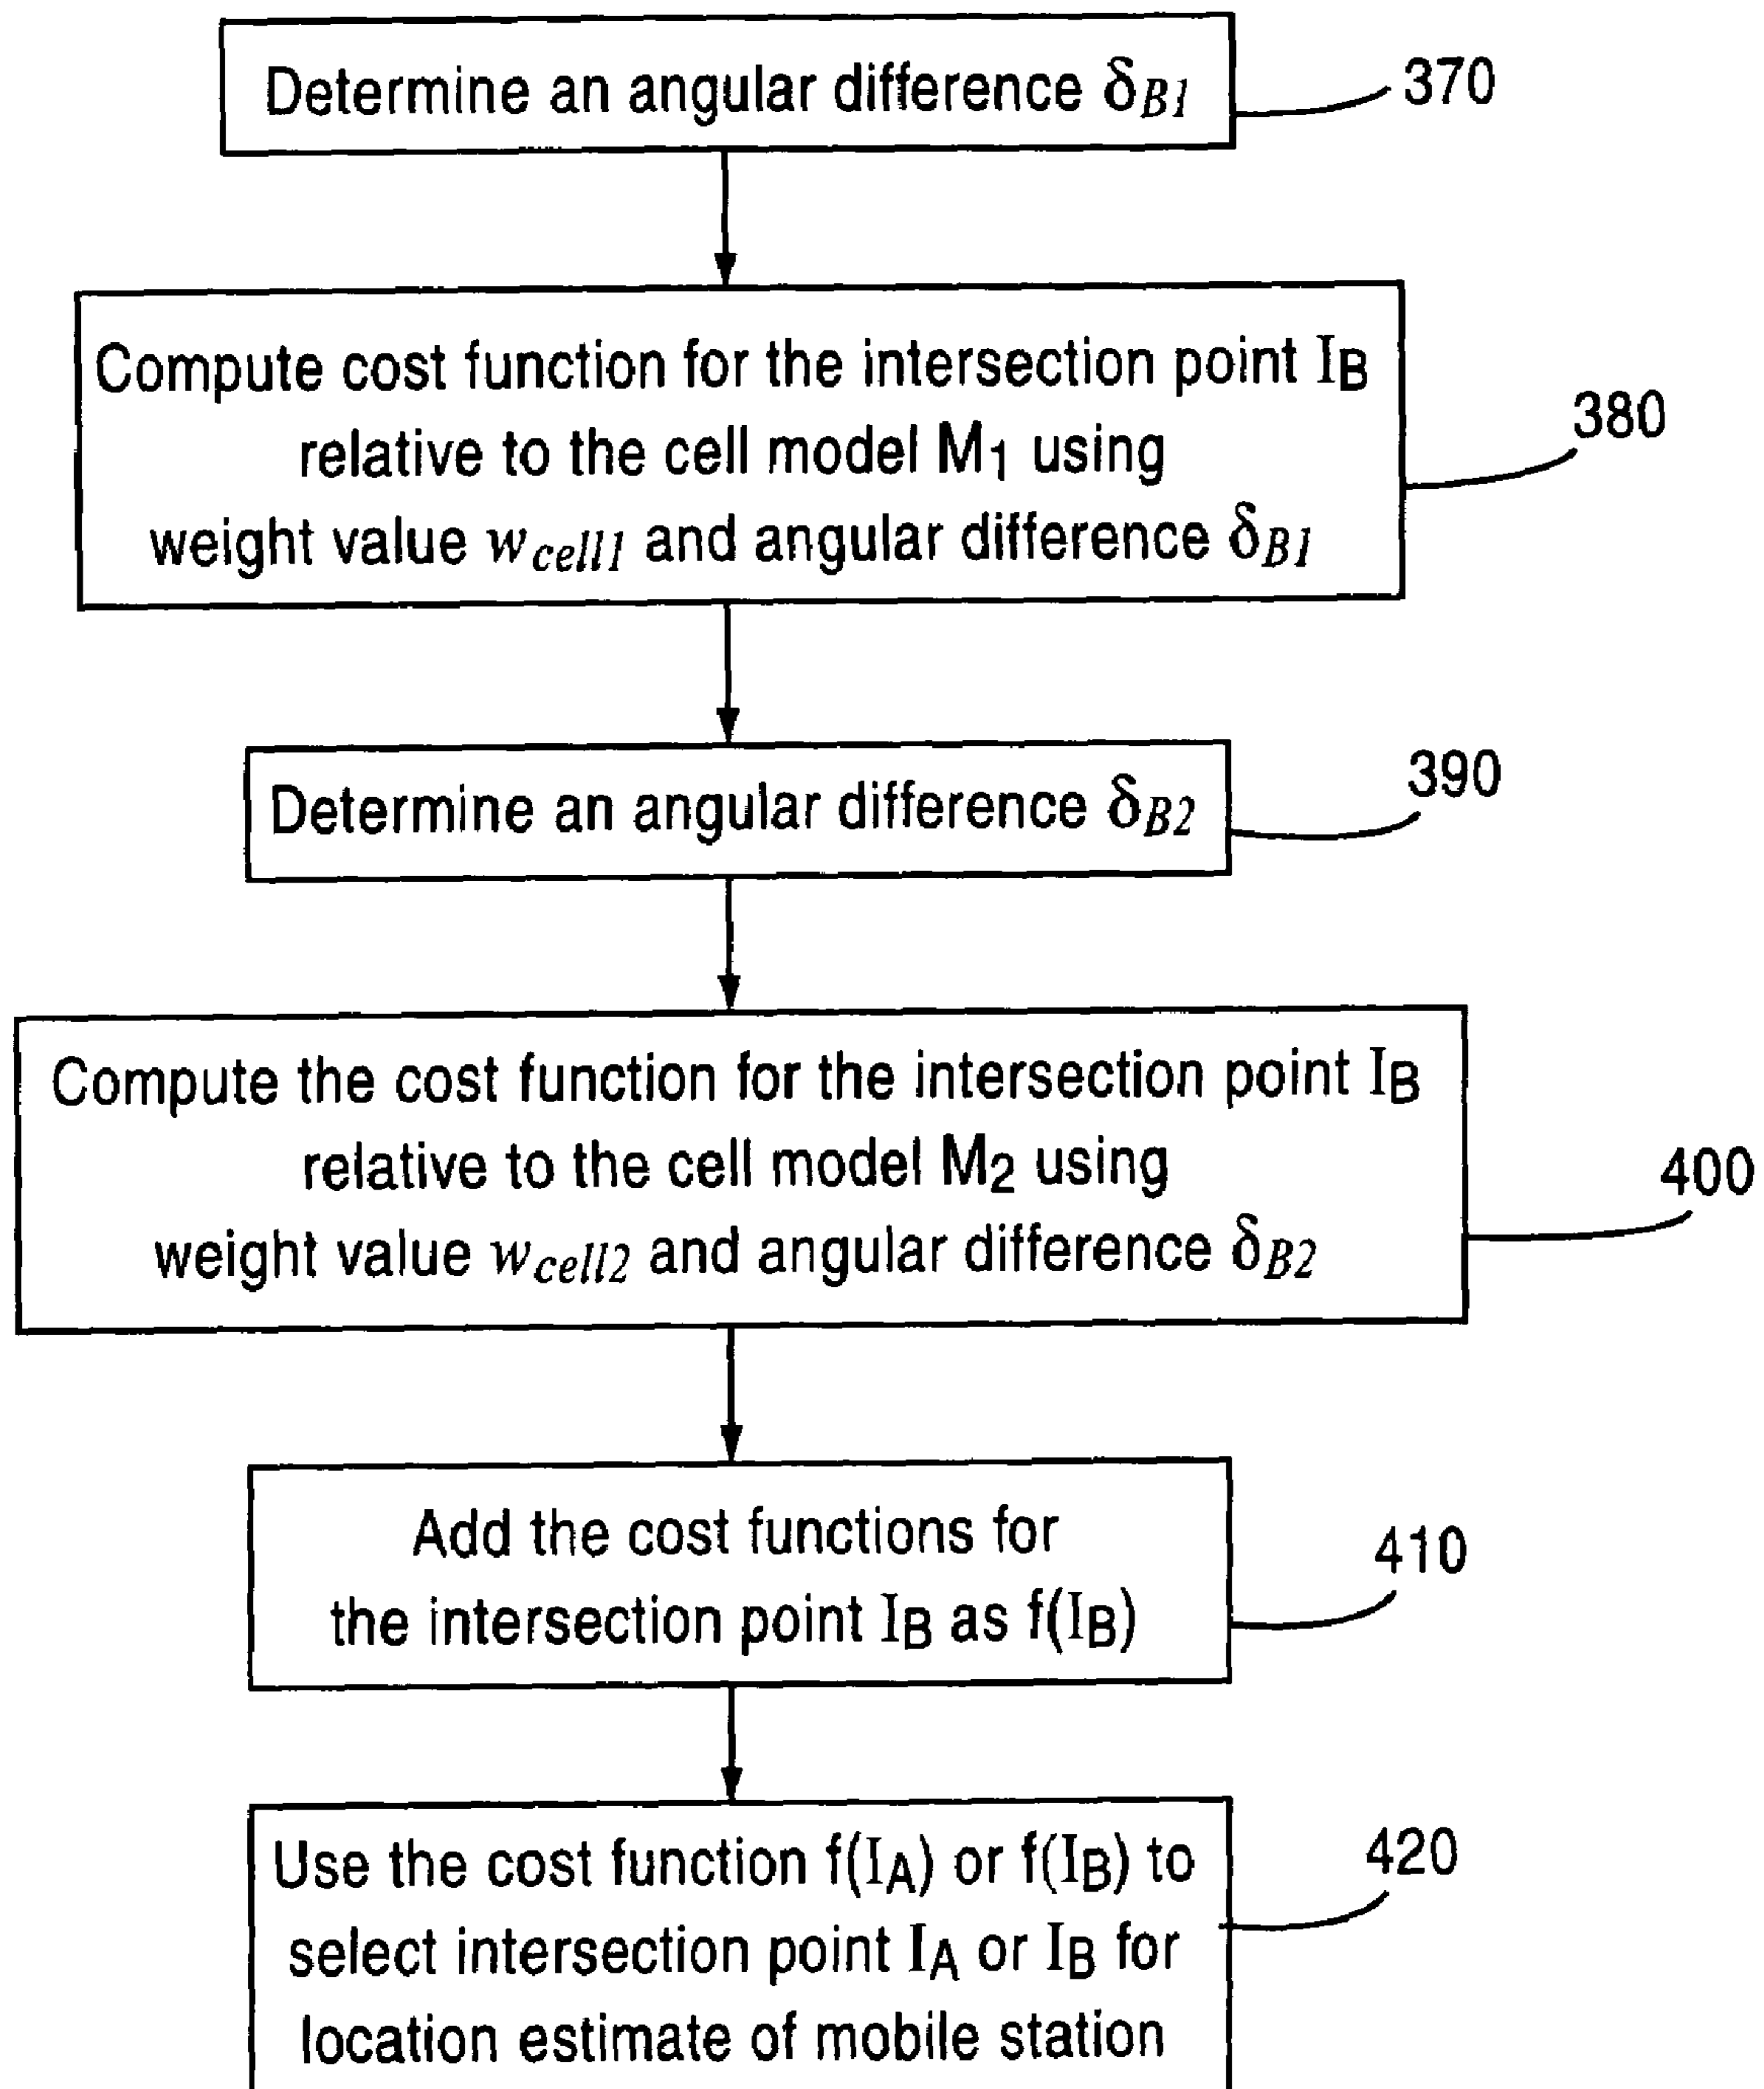 Determine an angular difference δB1
370
Compute cost function for the intersection point IB
relative to the cell model M1 using
weight value wcell1 and angular difference δB1
380
Determine an angular difference δB2
390
Compute the cost function for the intersection point IB
relative to the cell model M2 using
weight value wcell2 and angular difference δB2
400
Add the cost functions for
the intersection point IB as f(IB)
410
Use the cost function f(IA) or f(IB) to
select intersection point IA or IB for
location estimate of mobile station
420